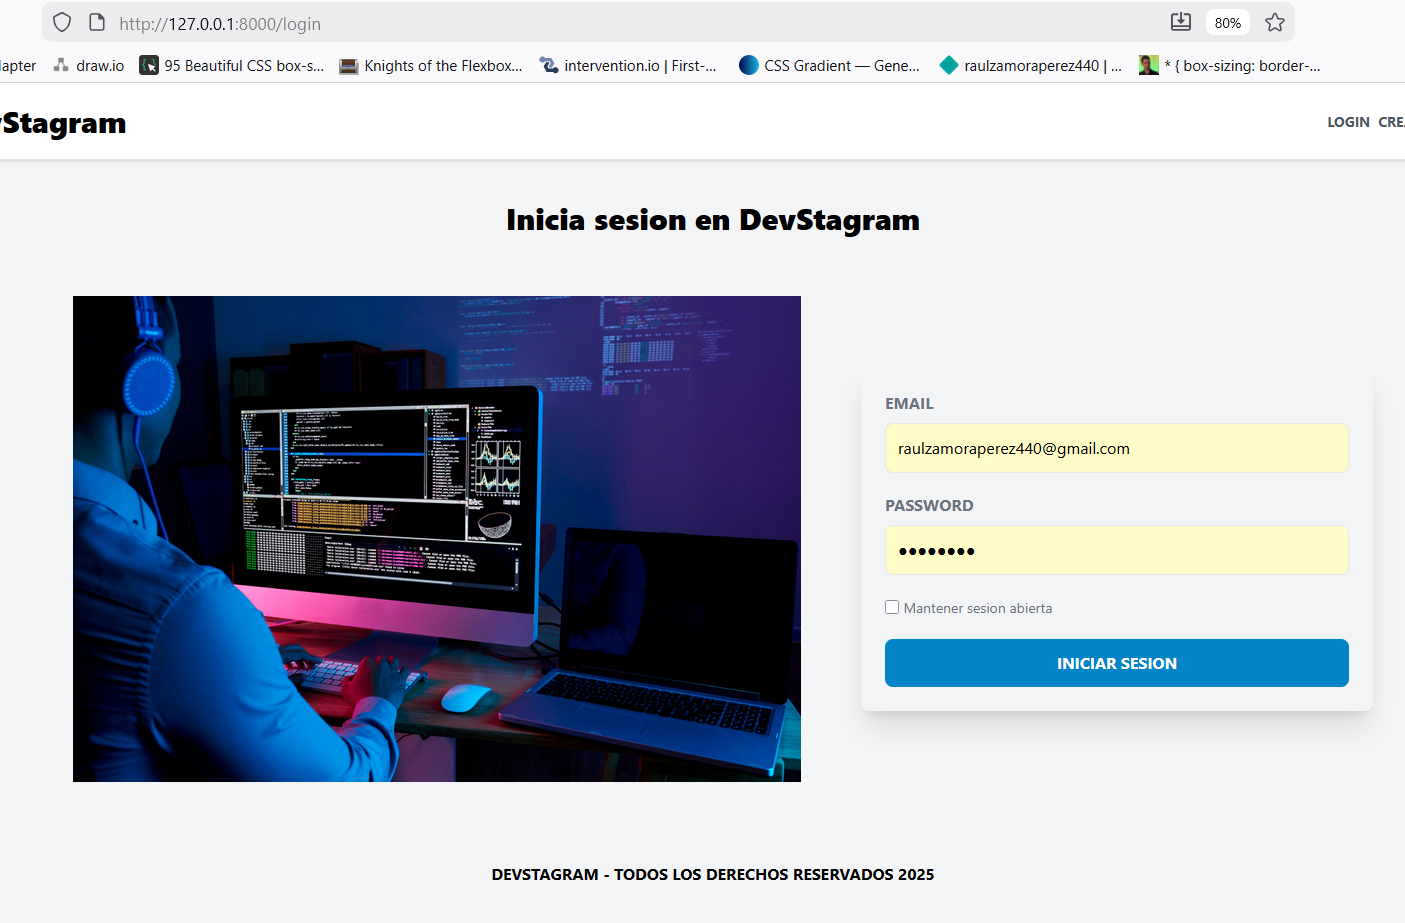 http://127.0.0.1:8000/login
80%
apter draw.io 95 Beautiful CSS box-s... Knights of the Flexbox... intervention.io | First-... CSS Gradient — Gene... raulzamoraperez440 | ... * { box-sizing: border-...
Stagram
LOGIN CRE
Inicia sesion en DevStagram
EMAIL
raulzamoraperez440@gmail.com
PASSWORD
Mantener sesion abierta
INICIAR SESION
DEVSTAGRAM - TODOS LOS DERECHOS RESERVADOS 2025